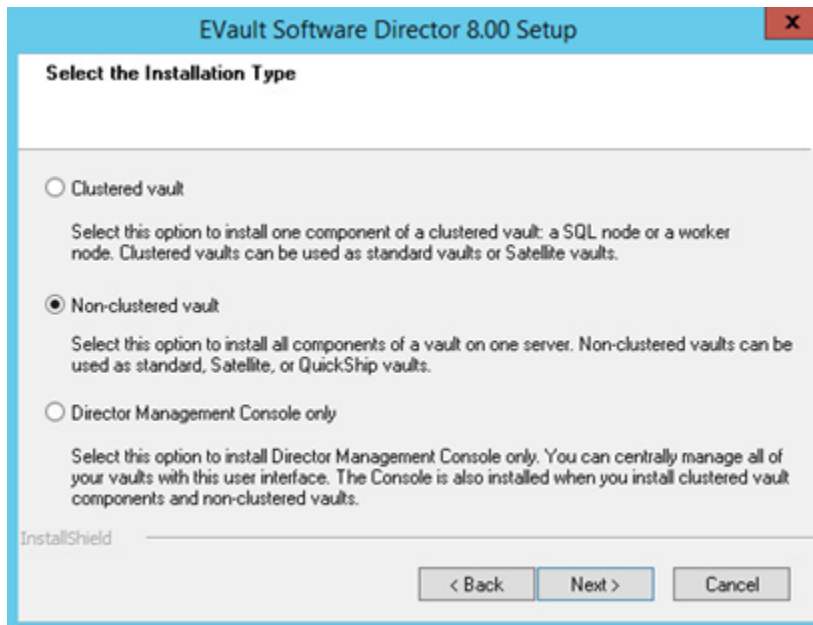 EVault Software Director 8.00 Setup
x
Select the Installation Type
Clustered vault
Select this option to install one component of a clustered vault: a SQL node or a worker
node. Clustered vaults can be used as standard vaults or Satellite vaults.
Non-clustered vault
Select this option to install all components of a vault on one server. Non-clustered vaults can be
used as standard, Satellite, or QuickShip vaults.
Director Management Console only
Select this option to install Director Management Console only. You can centrally manage all of
your vaults with this user interface. The Console is also installed when you install clustered vault
components and non-clustered vaults.
InstallShield
< Back Next > Cancel